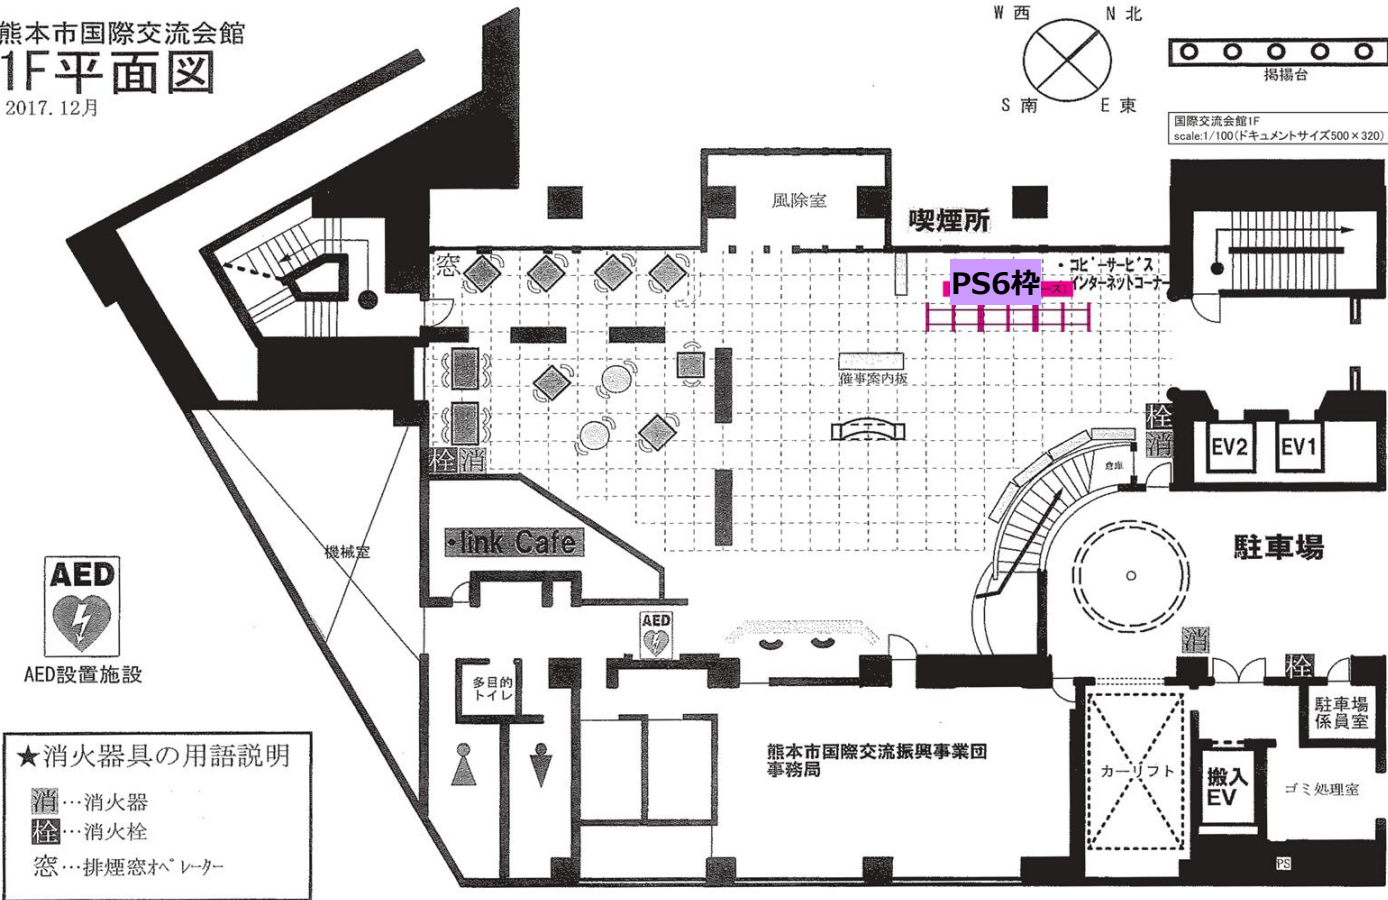 熊本市国際交流会館
1F平面図
2017.12月
W 西
N 北
S 南
E 東
掲揚台
国際交流会館1F
scale:1/100(ドキュメントサイズ500×320)
風除室
喫煙所
窓
・コピーサービス
インターネットコーナー
PS6枠
ース)
催事案内板
栓
消
EV2
EV1
倉庫
栓 消
・link Cafe
機械室
駐車場
AED
AED設置施設
AED
消
栓
多目的
トイレ
駐車場
係員室
熊本市国際交流振興事業団
事務局
カーリフト
搬入
EV
ゴミ処理室
PS
★消火器具の用語説明
消…消火器
栓…消火栓
窓…排煙窓オペレーター